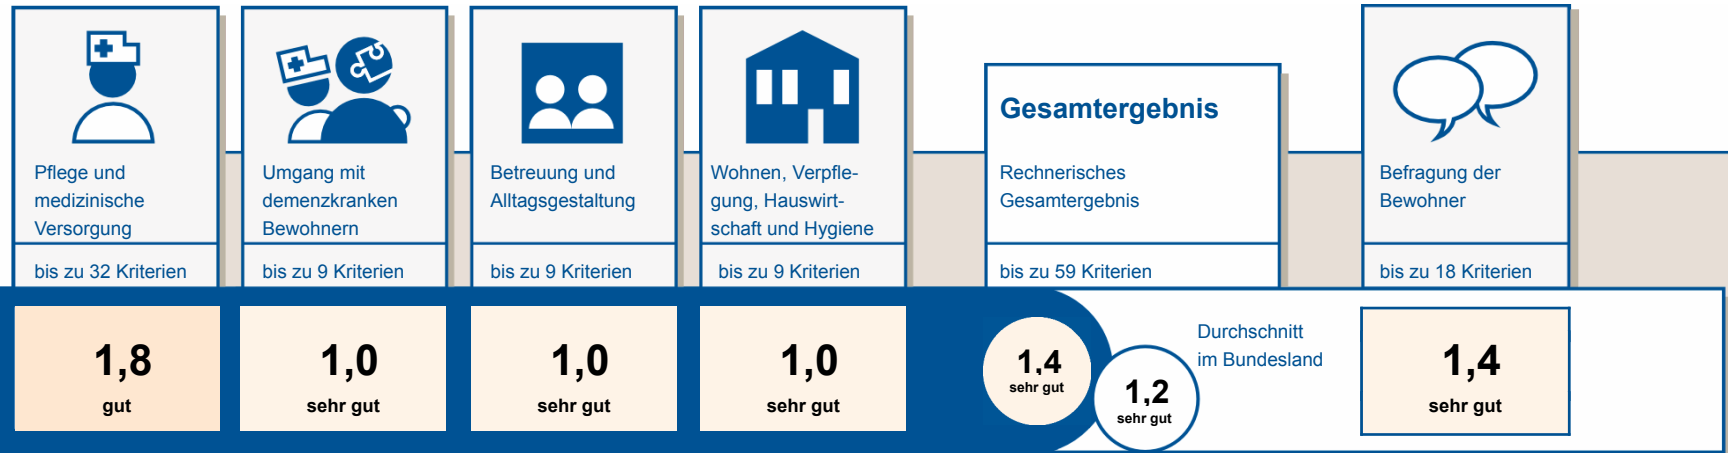 Pflege und
medizinische
Versorgung
bis zu 32 Kriterien
1,8
gut
Umgang mit
demenzkranken
Bewohnern
bis zu 9 Kriterien
1,0
sehr gut
Betreuung und
Alltagsgestaltung
bis zu 9 Kriterien
1,0
sehr gut
Wohnen, Verpfle-
gung, Hauswirt-
schaft und Hygiene
bis zu 9 Kriterien
1,0
sehr gut
Gesamtergebnis
Rechnerisches
Gesamtergebnis
bis zu 59 Kriterien
1,4
sehr gut
1,2
sehr gut
Durchschnitt
im Bundesland
Befragung der
Bewohner
bis zu 18 Kriterien
1,4
sehr gut